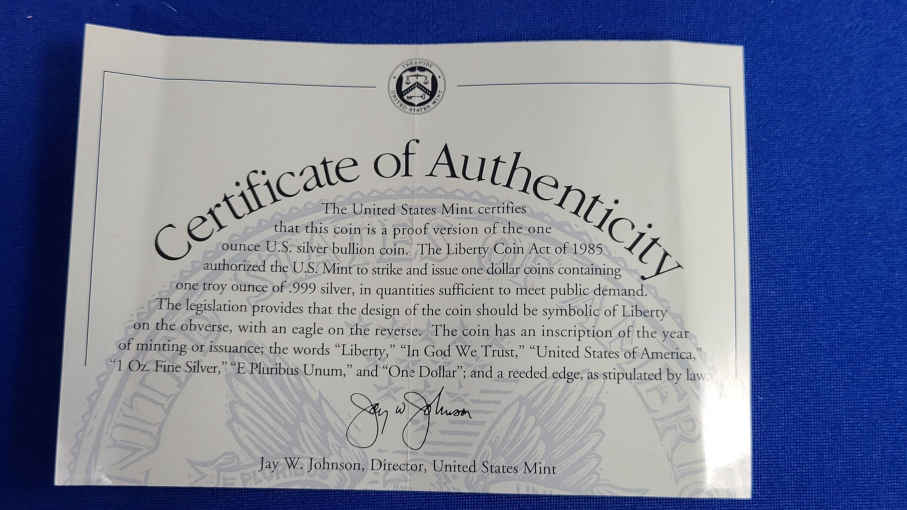 TREASURY
UNITED STATES MINT
Certificate of Authenticity
The United States Mint certifies
that this coin is a proof version of the one
ounce U.S. silver bullion coin. The Liberty Coin Act of 1985
authorized the U.S. Mint to strike and issue one dollar coins containing
one troy ounce of .999 silver, in quantities sufficient to meet public demand.
The legislation provides that the design of the coin should be symbolic of Liberty
on the obverse, with an eagle on the reverse. The coin has an inscription of the year
of minting or issuance; the words “Liberty,” “In God We Trust,” “United States of America,”
“1 Oz. Fine Silver,” “E Pluribus Unum,” and “One Dollar”; and a reeded edge, as stipulated by law.
Jay W Johnson
Jay W. Johnson, Director, United States Mint